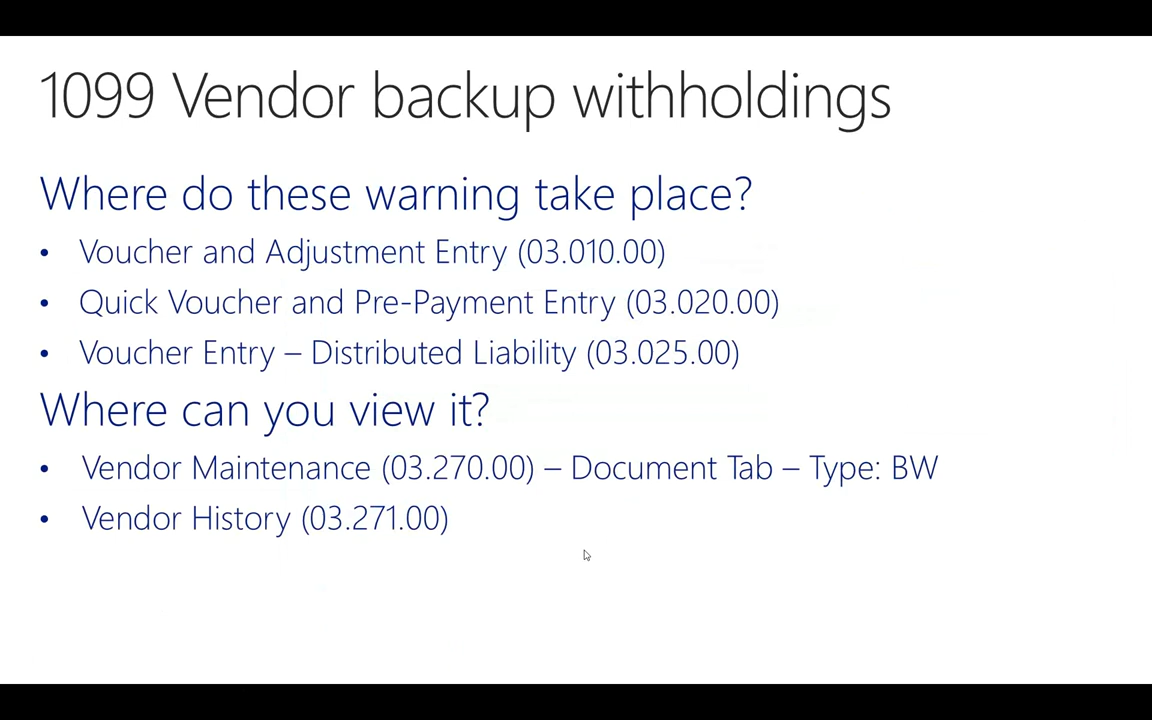 1099 Vendor backup withholdings
Where do these warning take place?
• Voucher and Adjustment Entry (03.010.00)
• Quick Voucher and Pre-Payment Entry (03.020.00)
• Voucher Entry – Distributed Liability (03.025.00)
Where can you view it?
• Vendor Maintenance (03.270.00) – Document Tab – Type: BW
• Vendor History (03.271.00)